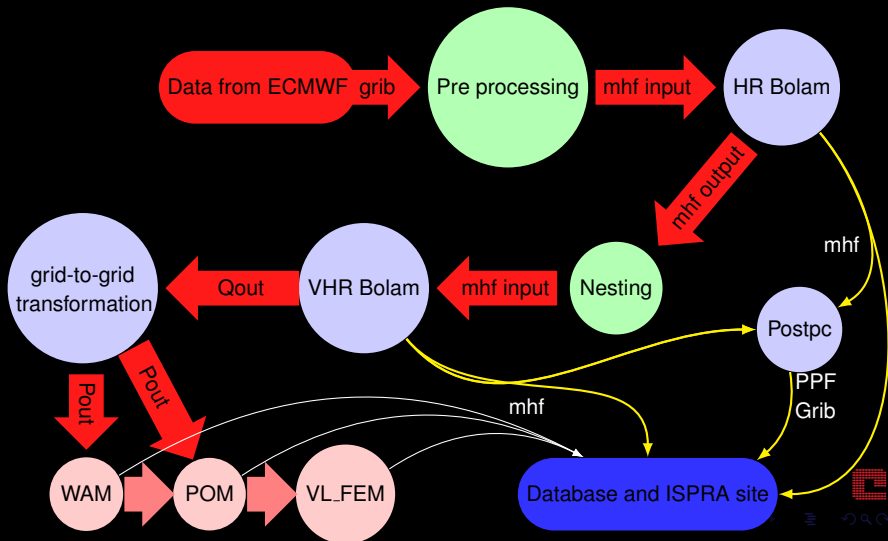 Data from ECMWF
grib
Pre processing
mhf input
HR Bolam
mhf output
mhf
grid-to-grid
transformation
Qout
VHR Bolam
mhf input
Nesting
Postpc
Pout
Pout
mhf
PPF
Grib
WAM
POM
VL_FEM
Database and ISPRA site